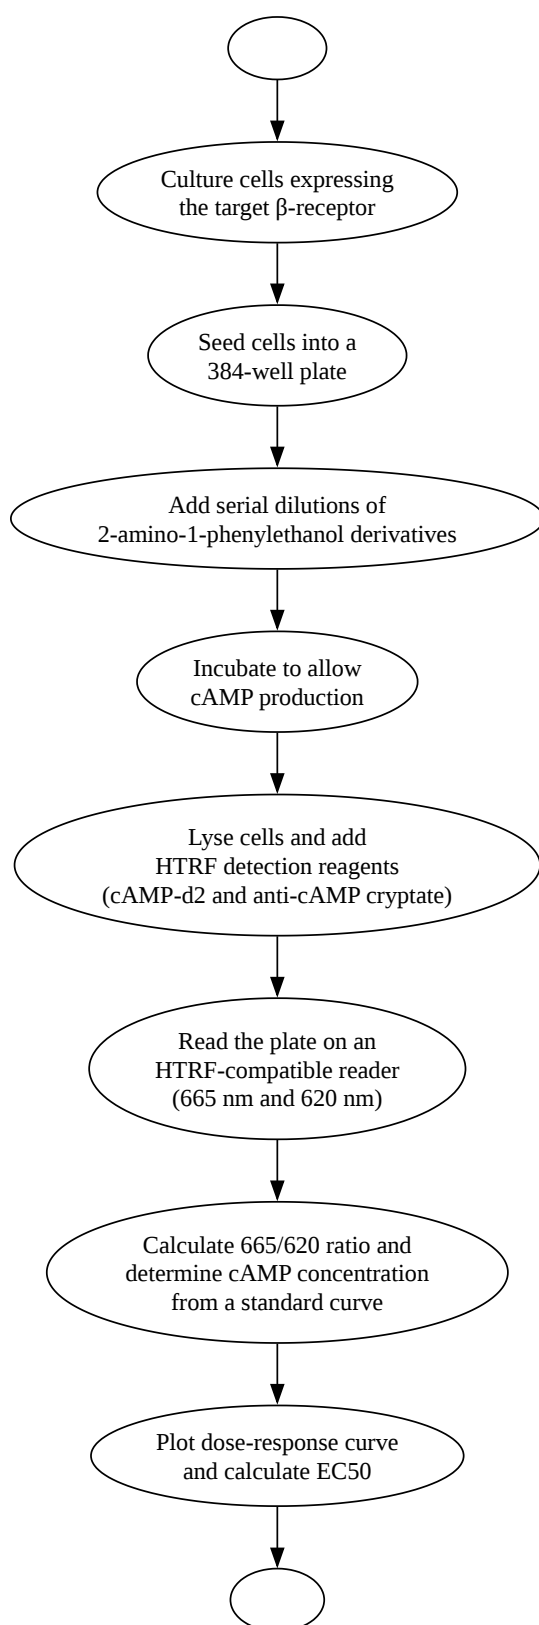 Culture cells expressing
the target β-receptor
Seed cells into a
384-well plate
Add serial dilutions of
2-amino-1-phenylethanol derivatives
Incubate to allow
cAMP production
Lyse cells and add
HTRF detection reagents
(cAMP-d2 and anti-cAMP cryptate)
Read the plate on an
HTRF-compatible reader
(665 nm and 620 nm)
Calculate 665/620 ratio and
determine cAMP concentration
from a standard curve
Plot dose-response curve
and calculate EC50